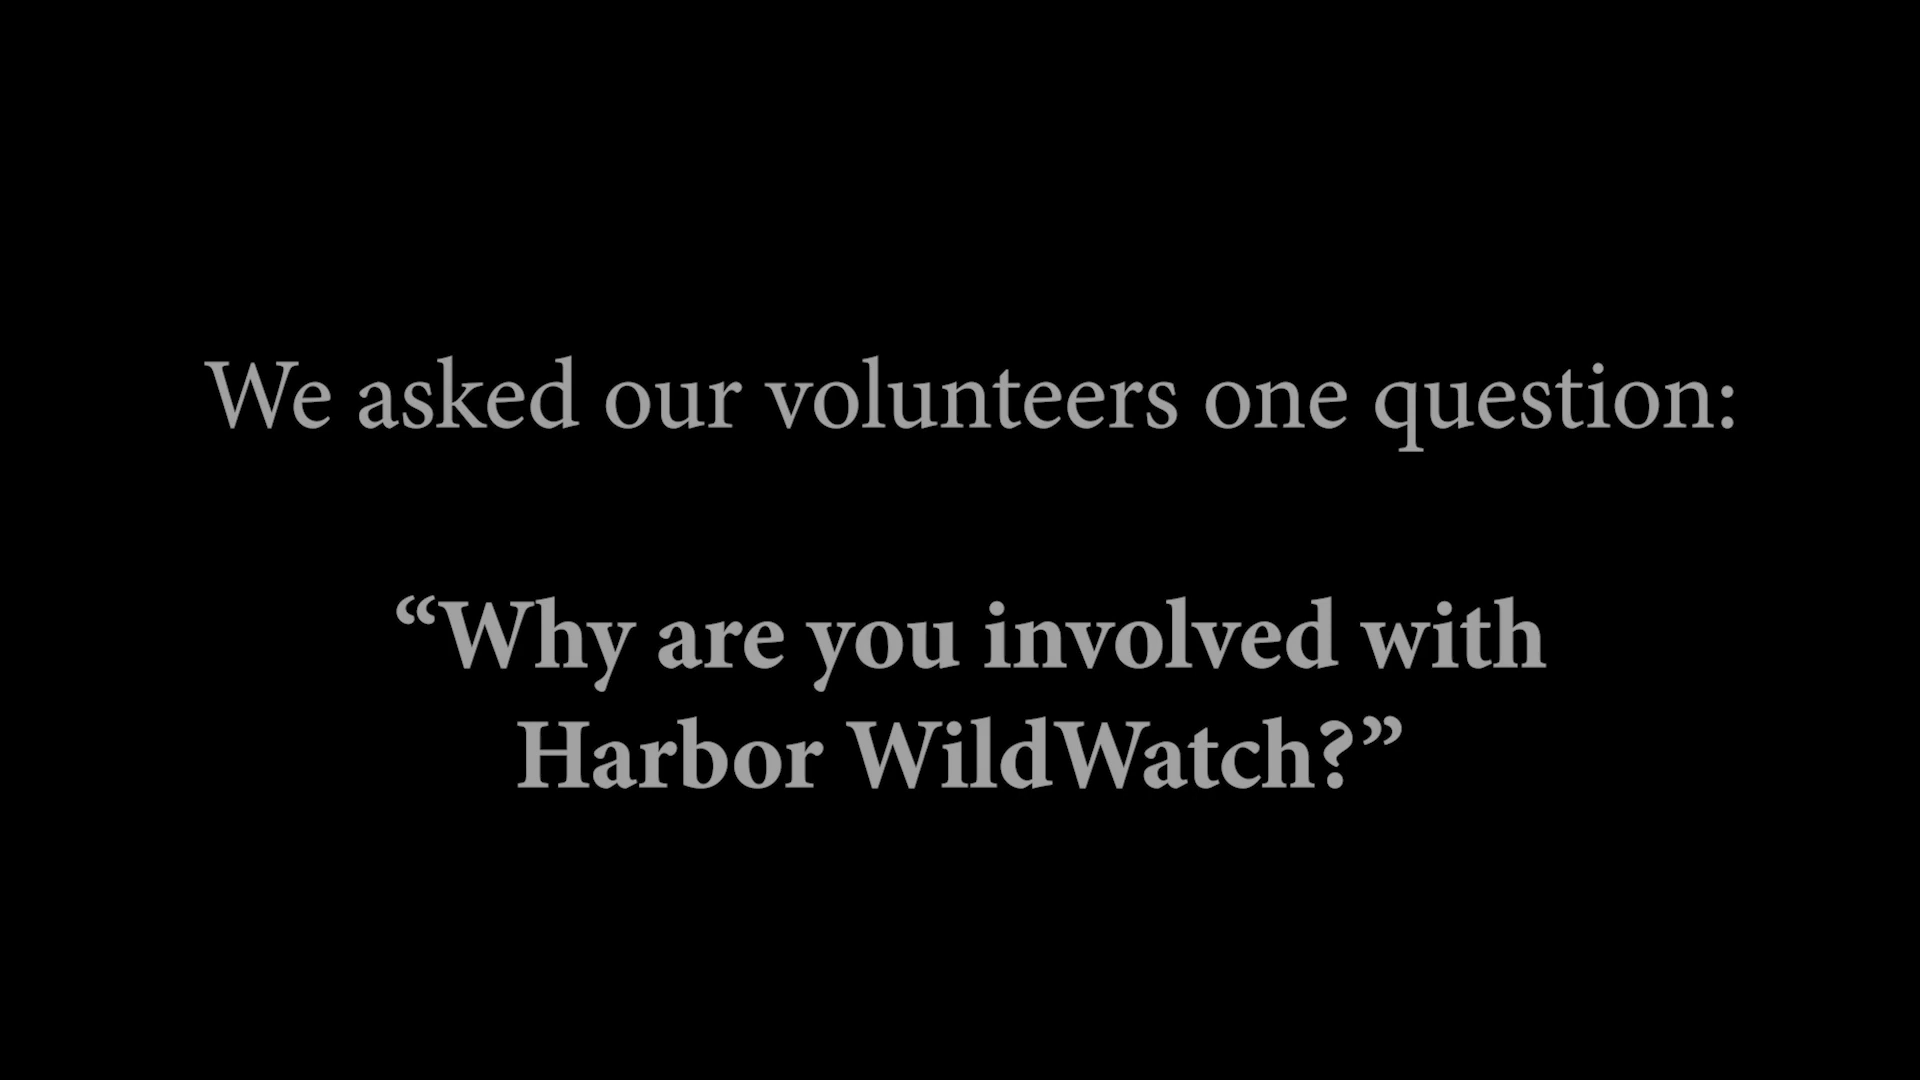 We asked our volunteers one question:
“Why are you involved with
Harbor WildWatch?”